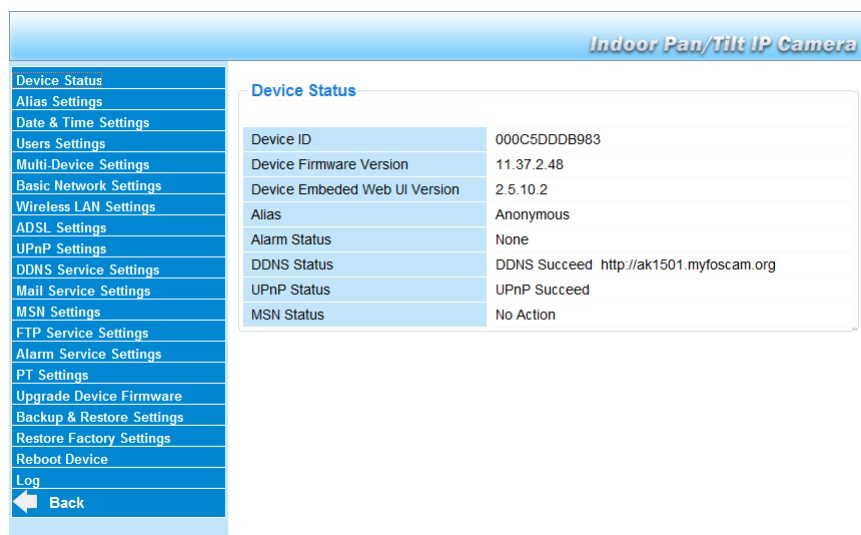 Indoor Pan/Tilt IP Camera
Device Status
Alias Settings
Date & Time Settings
Users Settings
Multi-Device Settings
Basic Network Settings
Wireless LAN Settings
ADSL Settings
UPnP Settings
DDNS Service Settings
Mail Service Settings
MSN Settings
FTP Service Settings
Alarm Service Settings
PT Settings
Upgrade Device Firmware
Backup & Restore Settings
Restore Factory Settings
Reboot Device
Log
Back
Device Status
Device ID 000C5DDDB983
Device Firmware Version 11.37.2.48
Device Embeded Web UI Version 2.5.10.2
Alias Anonymous
Alarm Status None
DDNS Status DDNS Succeed http://ak1501.myfoscam.org
UPnP Status UPnP Succeed
MSN Status No Action